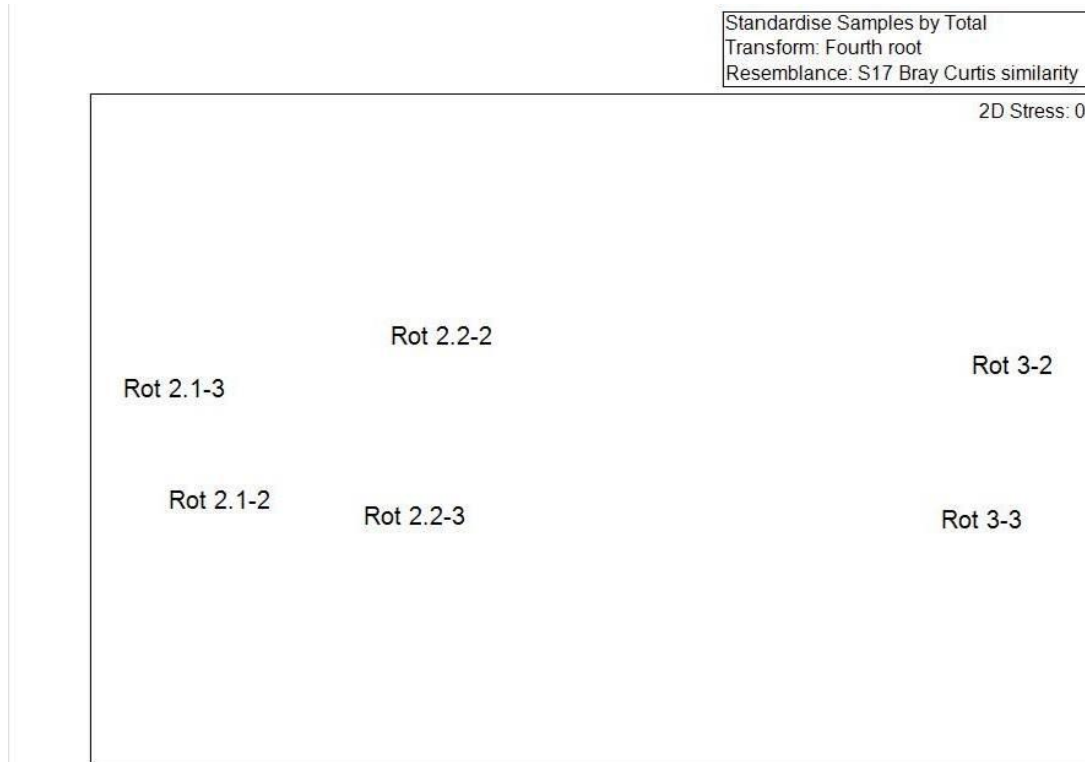 Standardise Samples by Total
Transform: Fourth root
Resemblance: S17 Bray Curtis similarity
2D Stress: 0
Rot 2.2-2
Rot 3-2
Rot 2.1-3
Rot 2.1-2
Rot 2.2-3
Rot 3-3